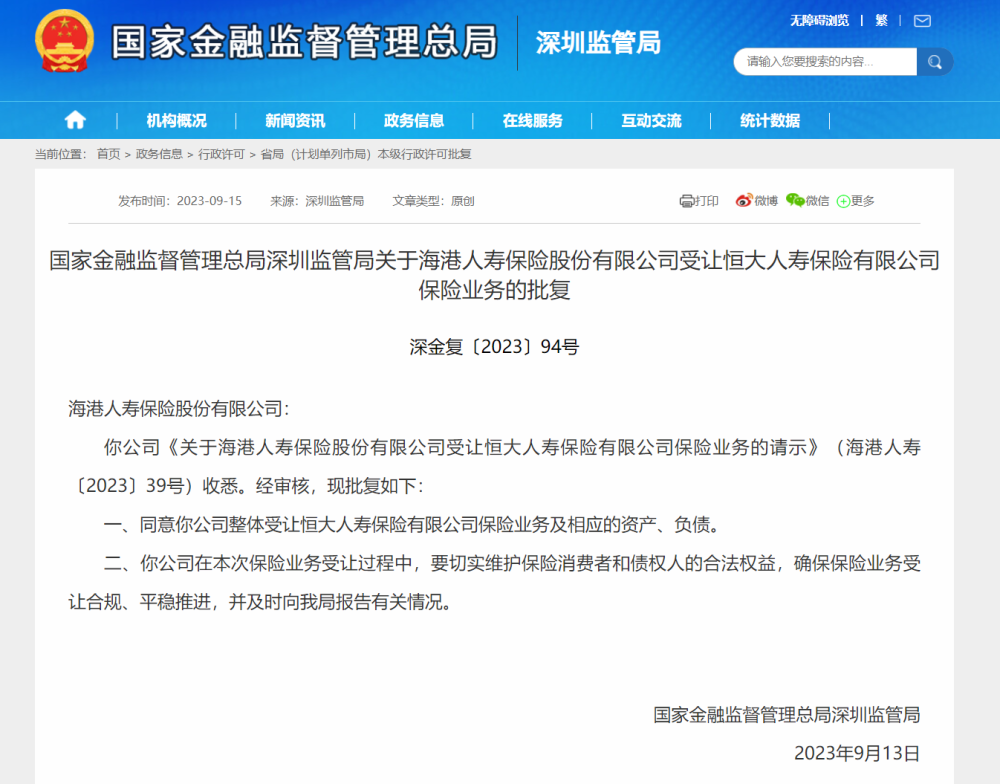 国家金融监督管理总局
深圳监管局
无障碍浏览 | 繁 |
请输入您要搜索的内容...
机构概况 | 新闻资讯 | 政务信息 | 在线服务 | 互动交流 | 统计数据 |
当前位置： 首页 > 政务信息 > 行政许可 > 省局（计划单列市局）本级行政许可批复
发布时间：2023-09-15 来源：深圳监管局 文章类型：原创 打印 微博 微信 更多
国家金融监督管理总局深圳监管局关于海港人寿保险股份有限公司受让恒大人寿保险有限公司
保险业务的批复
深金复〔2023〕94号
海港人寿保险股份有限公司：
你公司《关于海港人寿保险股份有限公司受让恒大人寿保险有限公司保险业务的请示》（海港人寿
〔2023〕39号）收悉。经审核，现批复如下：
一、同意你公司整体受让恒大人寿保险有限公司保险业务及相应的资产、负债。
二、你公司在本次保险业务受让过程中，要切实维护保险消费者和债权人的合法权益，确保保险业务受
让合规、平稳推进，并及时向我局报告有关情况。
国家金融监督管理总局深圳监管局
2023年9月13日